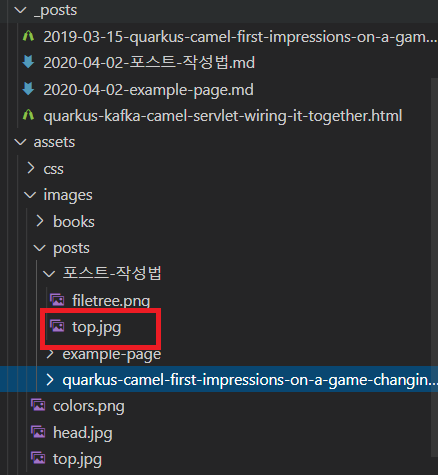 _posts
2019-03-15-quarkus-camel-first-impressions-on-a-gam...
2020-04-02-포스트-작성법.md
2020-04-02-example-page.md
quarkus-kafka-camel-servlet-wiring-it-together.html
assets
css
images
books
posts
포스트-작성법
filetree.png
top.jpg
example-page
quarkus-camel-first-impressions-on-a-game-changin...
colors.png
head.jpg
top.jpg